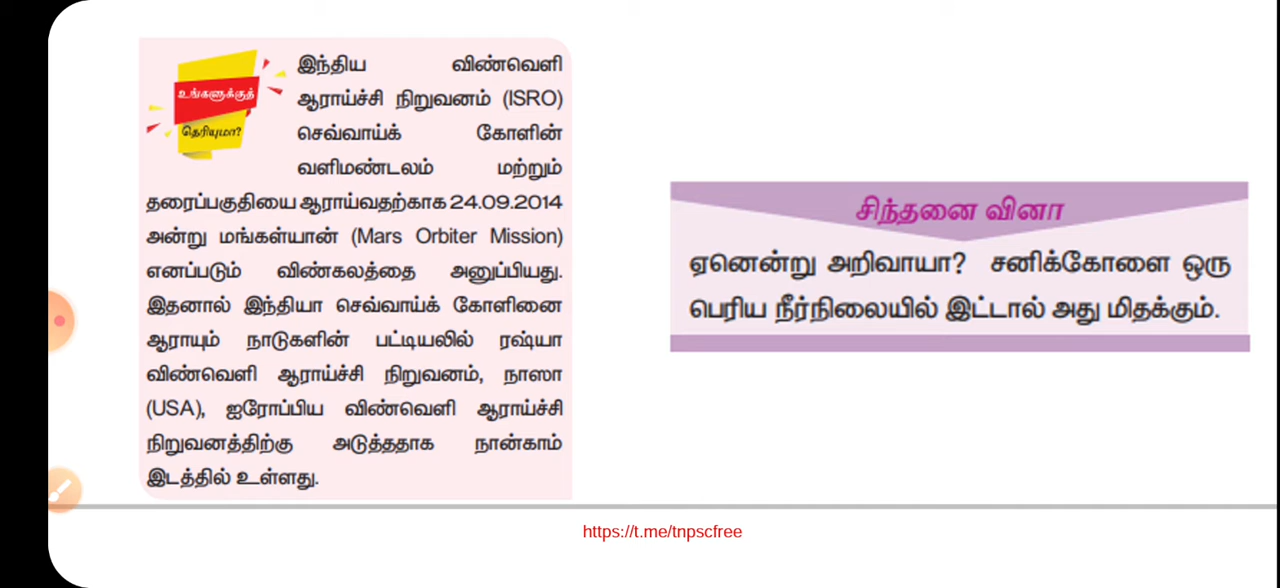 உங்களுக்குத்
தெரியுமா?
இந்திய விண்வெளி
ஆராய்ச்சி நிறுவனம் (ISRO)
செவ்வாய்க் கோளின்
வளிமண்டலம் மற்றும்
தரைப்பகுதியை ஆராய்வதற்காக 24.09.2014
அன்று மங்கள்யான் (Mars Orbiter Mission)
எனப்படும் விண்கலத்தை அனுப்பியது.
இதனால் இந்தியா செவ்வாய்க் கோளினை
ஆராயும் நாடுகளின் பட்டியலில் ரஷ்யா
விண்வெளி ஆராய்ச்சி நிறுவனம், நாஸா
(USA), ஐரோப்பிய விண்வெளி ஆராய்ச்சி
நிறுவனத்திற்கு அடுத்ததாக நான்காம்
இடத்தில் உள்ளது.
சிந்தனை வினா
ஏனென்று அறிவாயா? சனிக்கோளை ஒரு
பெரிய நீர்நிலையில் இட்டால் அது மிதக்கும்.
https://t.me/tnpscfree